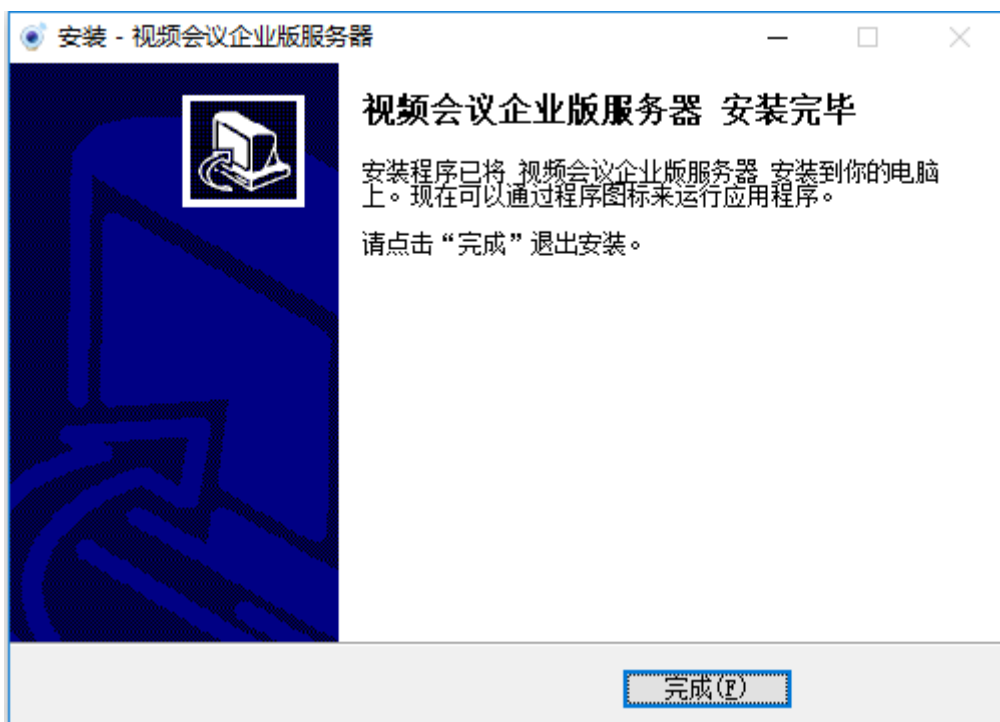 安装 - 视频会议企业版服务器
视频会议企业版服务器 安装完毕
安装程序已将 视频会议企业版服务器 安装到你的电脑
上。现在可以通过程序图标来运行应用程序。
请点击“完成”退出安装。
完成(F)